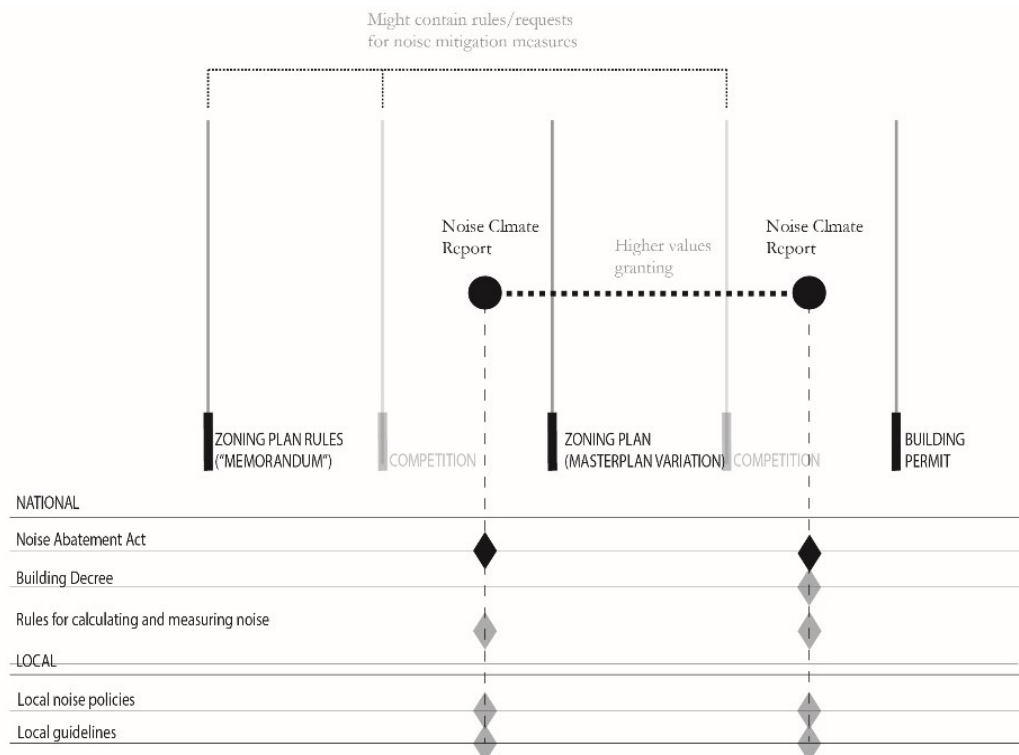 Might contain rules/requests
for noise mitigation measures
Noise Clmate
Report
Higher values
granting
Noise Clmate
Report
ZONING PLAN RULES
("MEMORANDUM")
COMPETITION
ZONING PLAN
(MASTERPLAN VARIATION)
COMPETITION
BUILDING
PERMIT
NATIONAL
Noise Abatement Act
Building Decree
Rules for calculating and measuring noise
LOCAL
Local noise policies
Local guidelines